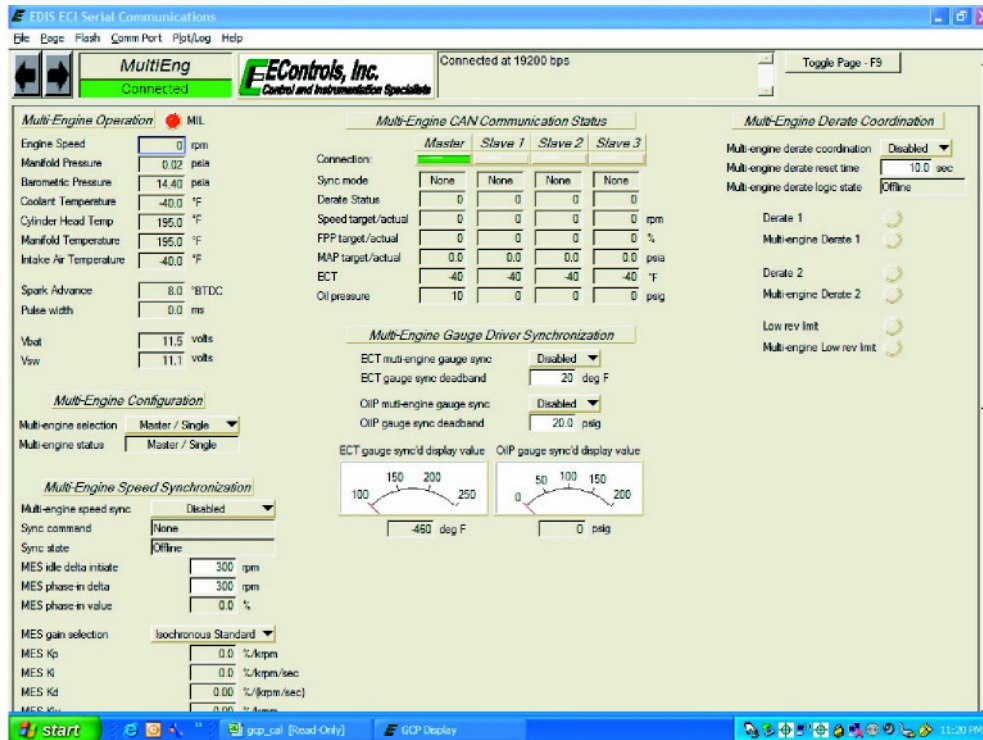 EDIS ECI Serial Communications
File Page Flash Comm Port Plot/Log Help
MultiEng
Connected
EControls, Inc.
Control and Instrumentation Specialists
Connected at 19200 bps
Toggle Page - F9
Multi-Engine Operation MIL
Engine Speed 0 rpm
Manifold Pressure 0.02 psia
Barometric Pressure 14.40 psia
Coolant Temperature -40.0 °F
Cylinder Head Temp 195.0 °F
Manifold Temperature 195.0 °F
Intake Air Temperature -40.0 °F
Spark Advance 8.0 °BTDC
Pulse width 0.0 ms
Vbat 11.5 volts
Vsw 11.1 volts
Multi-Engine Configuration
Multi-engine selection Master / Single
Multi-engine status Master / Single
Multi-Engine Speed Synchronization
Multi-engine speed sync Disabled
Sync command None
Sync state Offline
MES idle delta initiate 300 rpm
MES phase-in delta 300 rpm
MES phase-in value 0.0 %
MES gain selection Isochronous Standard
MES Kp 0.0 %/krpm
MES Ki 0.0 %/krpm/sec
MES Kd 0.00 %/(krpm/sec)
Multi-Engine CAN Communication Status
Master Slave 1 Slave 2 Slave 3
Connection:
Sync mode None None None None
Derate Status 0 0 0 0
Speed target/actual 0 0 0 0 rpm
FPP target/actual 0 0 0 0 %
MAP target/actual 0.0 0.0 0.0 0.0 psia
ECT -40 -40 -40 -40 °F
Oil pressure 10 0 0 0 psig
Multi-Engine Gauge Driver Synchronization
ECT muti-engine gauge sync Disabled
ECT gauge sync deadband 20 deg F
OilP muti-engine gauge sync Disabled
OilP gauge sync deadband 20.0 psig
ECT gauge sync'd display value OilP gauge sync'd display value
100 150 200 250
0 50 100 150 200
-460 deg F 0 psig
Multi-Engine Derate Coordination
Multi-engine derate coordination Disabled
Multi-engine derate reset time 10.0 sec
Multi-engine derate logic state Offline
Derate 1
Multi-engine Derate 1
Derate 2
Multi-engine Derate 2
Low rev limit
Multi-engine Low rev limit
start gcp_cal [Read-Only] GCP Display 11:20 PM